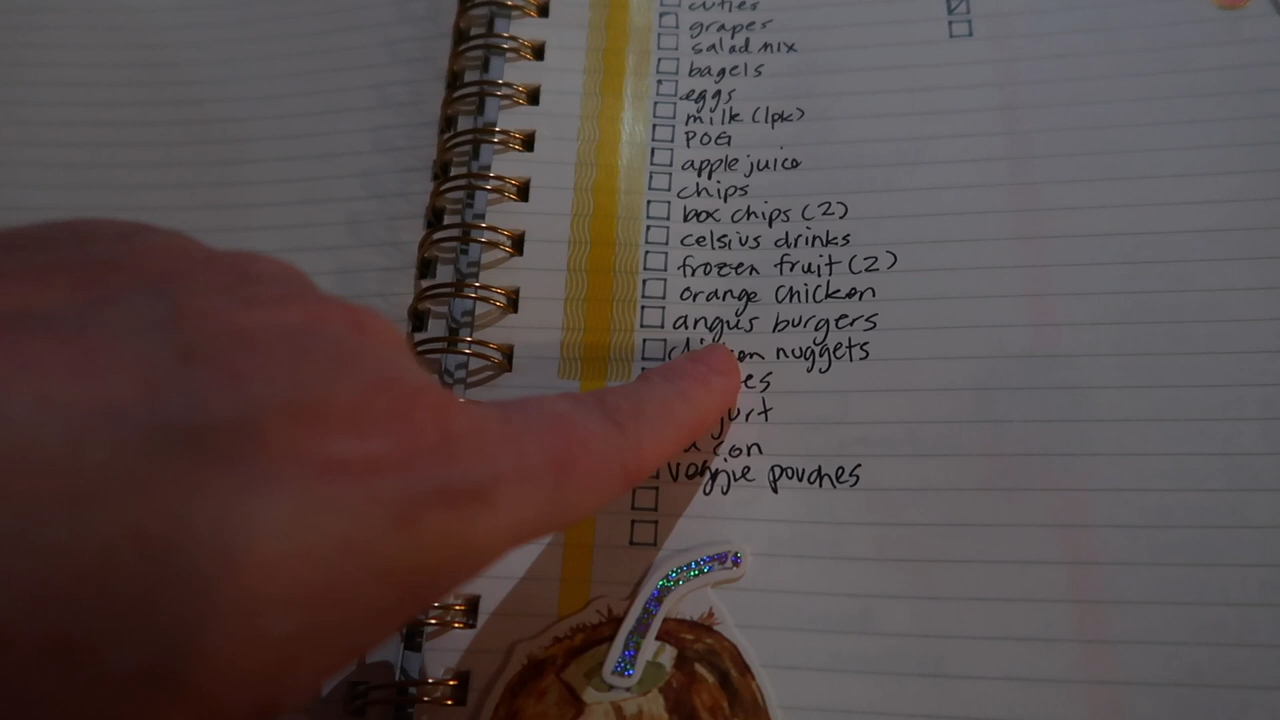 cuties
grapes
salad mix
bagels
eggs
milk (1pk)
POG
apple juice
chips
box chips (2)
celsius drinks
frozen fruit (2)
orange chicken
angus burgers
nuggets
veggie pouches